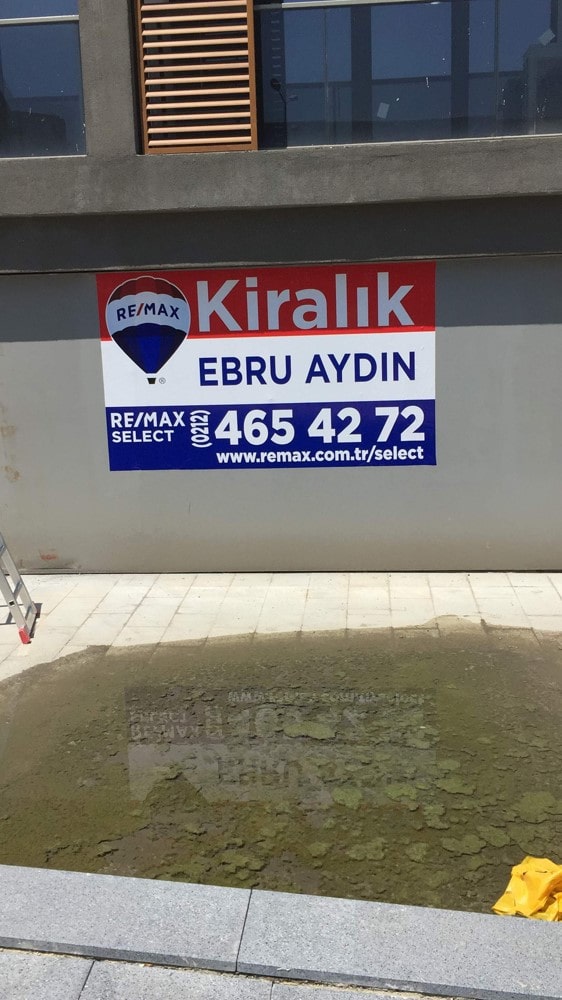 RE/MAX
Kiralık
EBRU AYDIN
RE/MAX
SELECT
(0212)
465 42 72
www.remax.com.tr/select